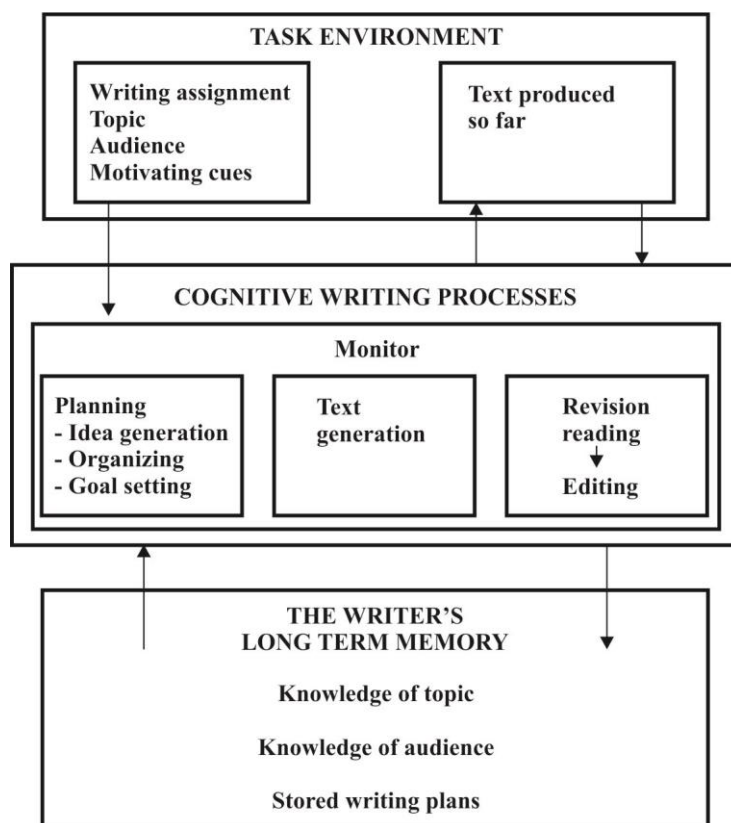 TASK ENVIRONMENT
Writing assignment
Topic
Audience
Motivating cues
Text produced
so far
COGNITIVE WRITING PROCESSES
Monitor
Planning
- Idea generation
- Organizing
- Goal setting
Text
generation
Revision
reading
Editing
THE WRITER’S
LONG TERM MEMORY
Knowledge of topic
Knowledge of audience
Stored writing plans